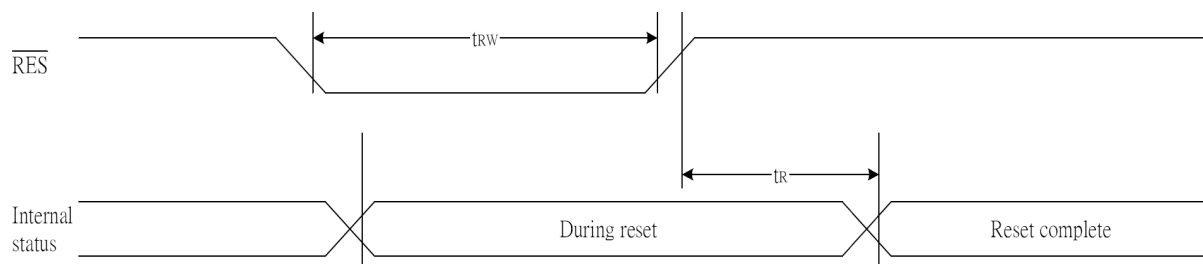 tRW
RES
tR
Internal
status
During reset
Reset complete